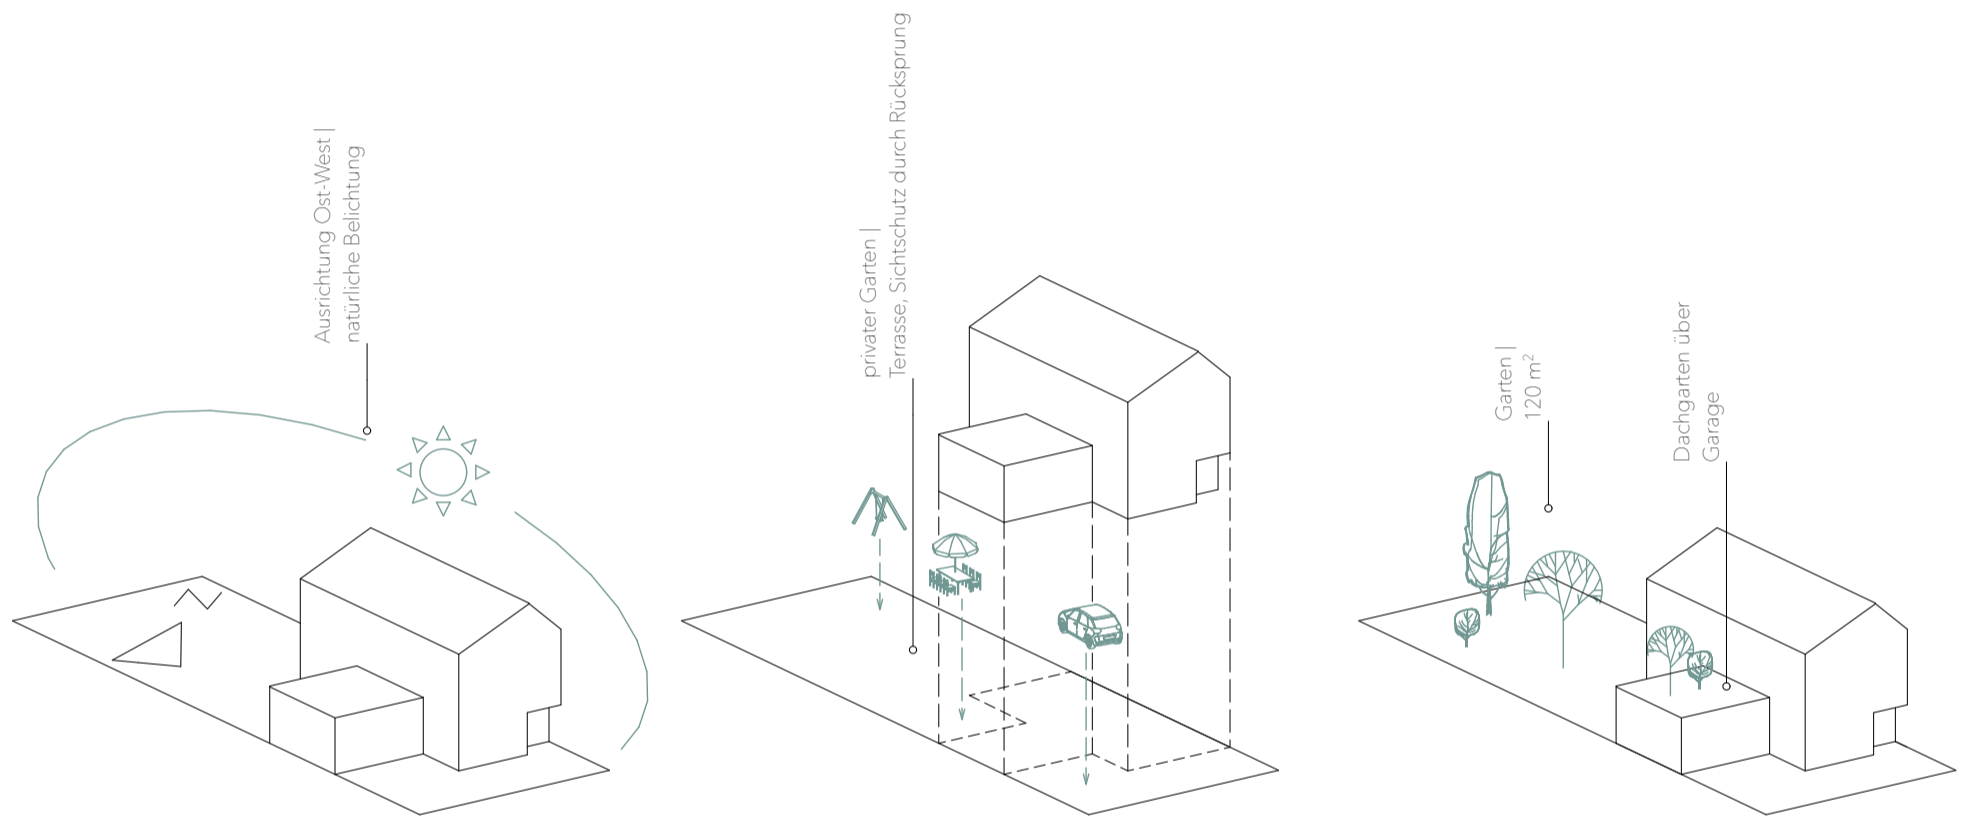 Ausrichtung Ost-West |
natürliche Belichtung
privater Garten |
Terrasse, Sichtschutz durch Rücksprung
Garten |
120 m²
Dachgarten über
Garage